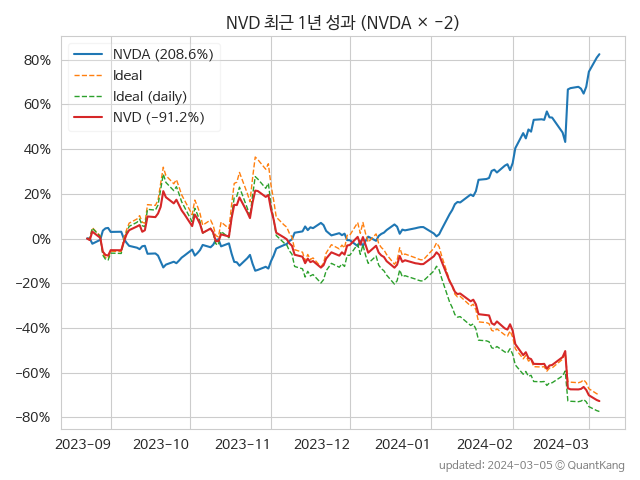 NVD 최근 1년 성과 (NVDA × −2)
NVDA (208.6%)
Ideal
Ideal (daily)
NVD (−91.2%)
80%
60%
40%
20%
0%
−20%
−40%
−60%
−80%
2023-09 2023-10 2023-11 2023-12 2024-01 2024-02 2024-03
updated: 2024-03-05 © QuantKang